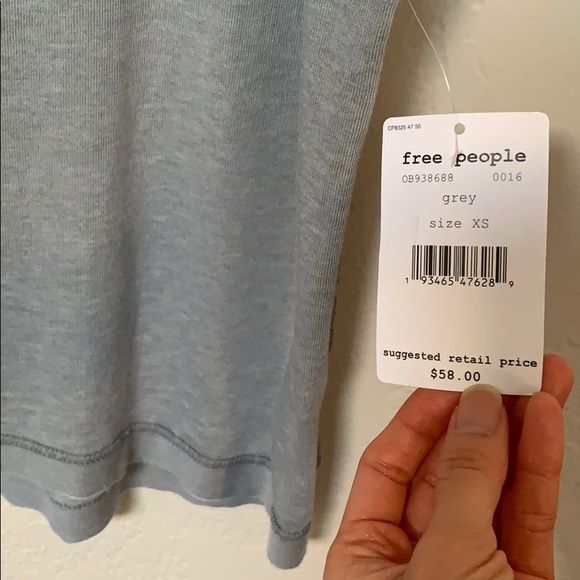 CP8325 47 50
free people
OB938688 0016
grey
size XS
1 93465 47628 9
suggested retail price
$58.00